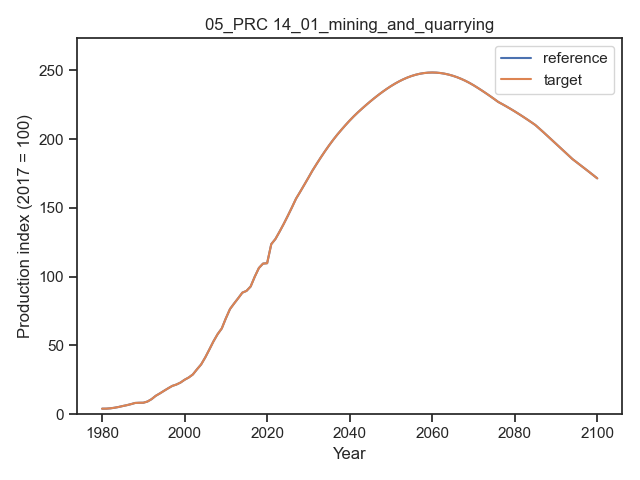 05_PRC 14_01_mining_and_quarrying
reference
target
Production index (2017 = 100)
250
200
150
100
50
0
1980 2000 2020 2040 2060 2080 2100
Year